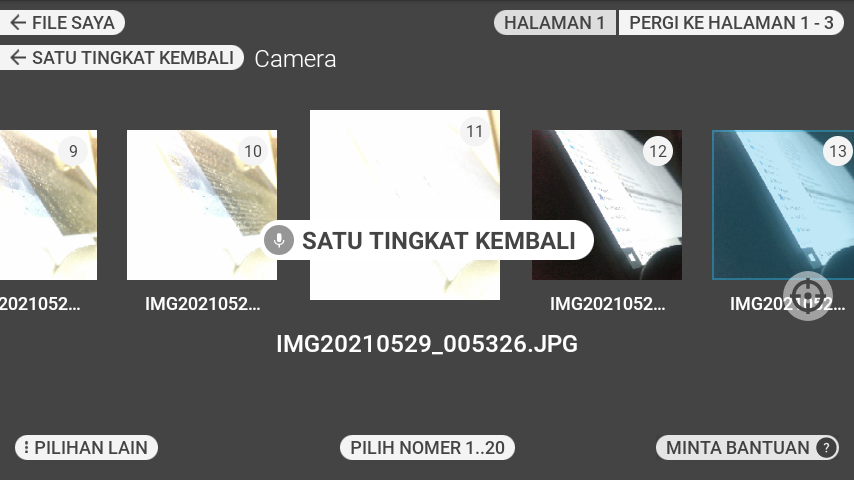 FILE SAYA
HALAMAN 1
PERGI KE HALAMAN 1 - 3
SATU TINGKAT KEMBALI
Camera
9
10
11
12
13
SATU TINGKAT KEMBALI
2021052...
IMG2021052...
IMG2021052...
IMG2021052...
IMG20210529_005326.JPG
PILIHAN LAIN
PILIH NOMER 1..20
MINTA BANTUAN ?